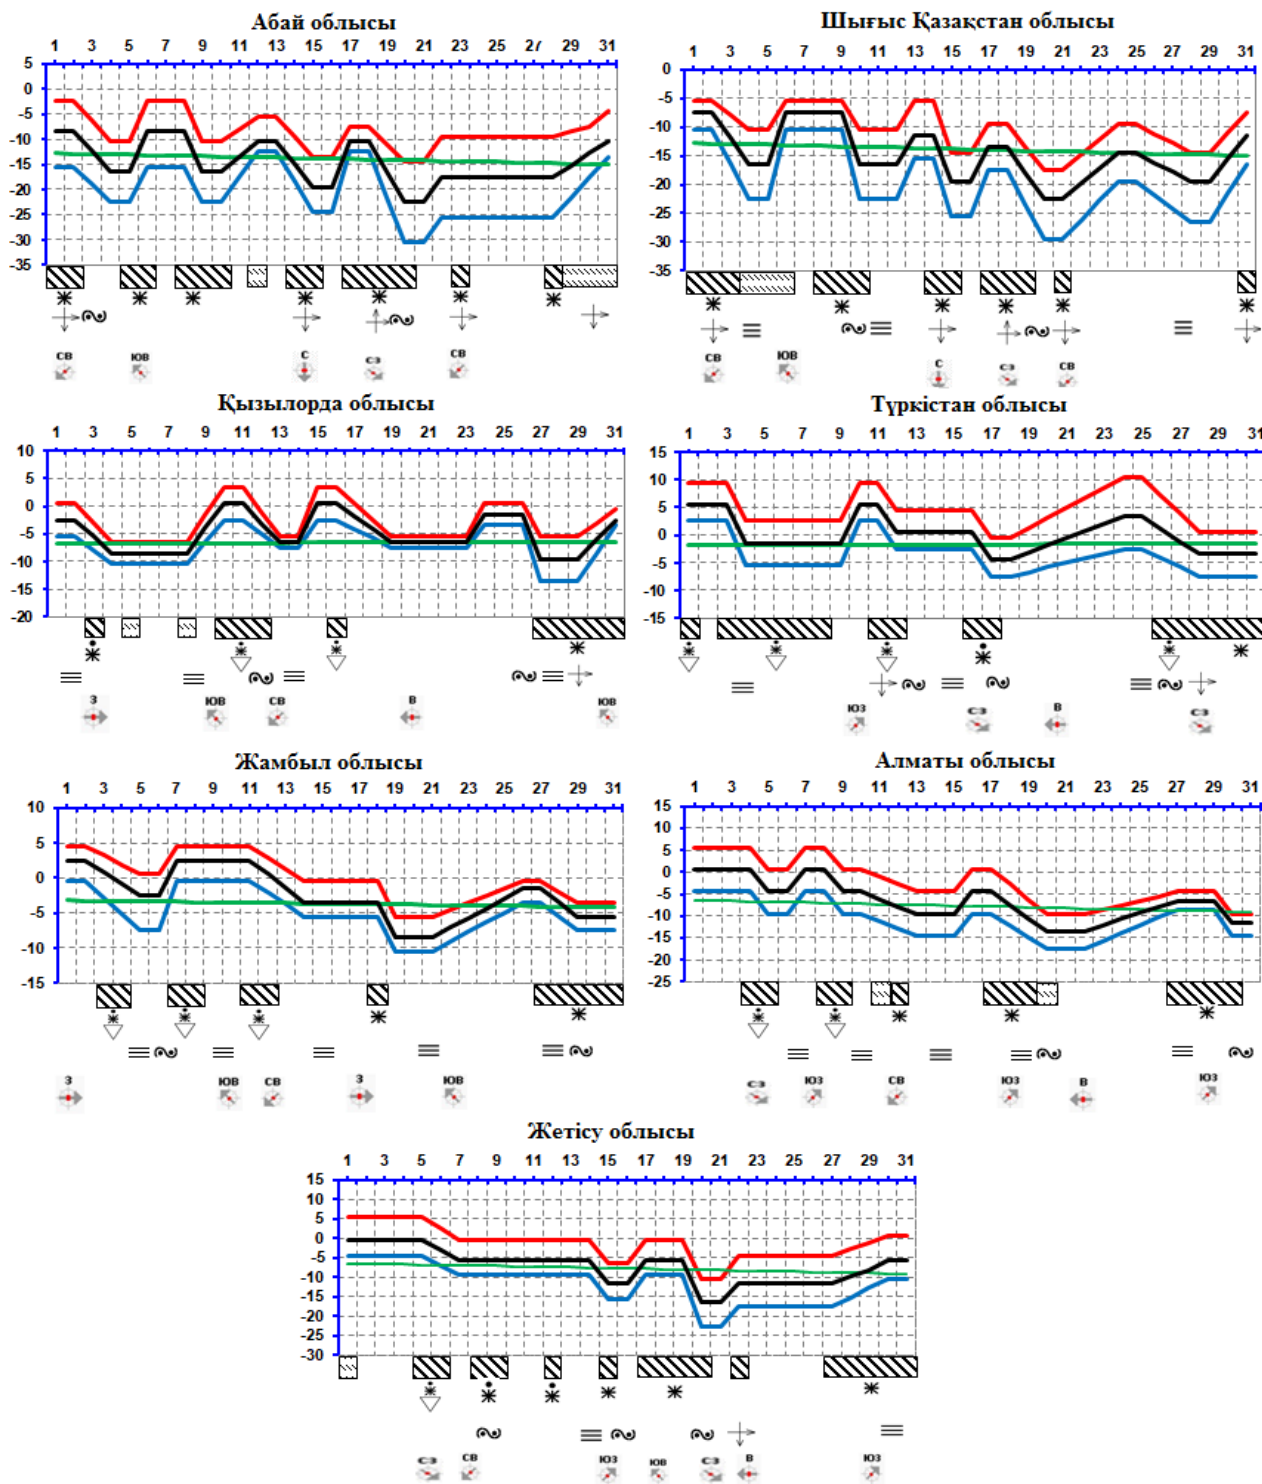 Абай облысы
1 3 5 7 9 11 13 15 17 19 21 23 25 27 29 31
5
0
-5
-10
-15
-20
-25
-30
-35
СВ ЮВ С СЗ СВ
Шығыс Қазақстан облысы
1 3 5 7 9 11 13 15 17 19 21 23 25 27 29 31
0
-5
-10
-15
-20
-25
-30
-35
СВ ЮВ С СЗ СВ
Қызылорда облысы
1 3 5 7 9 11 13 15 17 19 21 23 25 27 29 31
10
5
0
-5
-10
-15
-20
З ЮВ СВ В ЮВ
Түркістан облысы
1 3 5 7 9 11 13 15 17 19 21 23 25 27 29 31
15
10
5
0
-5
-10
-15
ЮЗ СЗ В СЗ
Жамбыл облысы
1 3 5 7 9 11 13 15 17 19 21 23 25 27 29 31
10
5
0
-5
-10
-15
З ЮВ СВ З ЮВ
Алматы облысы
1 3 5 7 9 11 13 15 17 19 21 23 25 27 29 31
15
10
5
0
-5
-10
-15
-20
-25
СЗ ЮЗ СВ ЮЗ В ЮЗ
Жетісу облысы
1 3 5 7 9 11 13 15 17 19 21 23 25 27 29 31
15
10
5
0
-5
-10
-15
-20
-25
-30
СЗ СВ ЮЗ ЮВ СЗ В ЮЗ